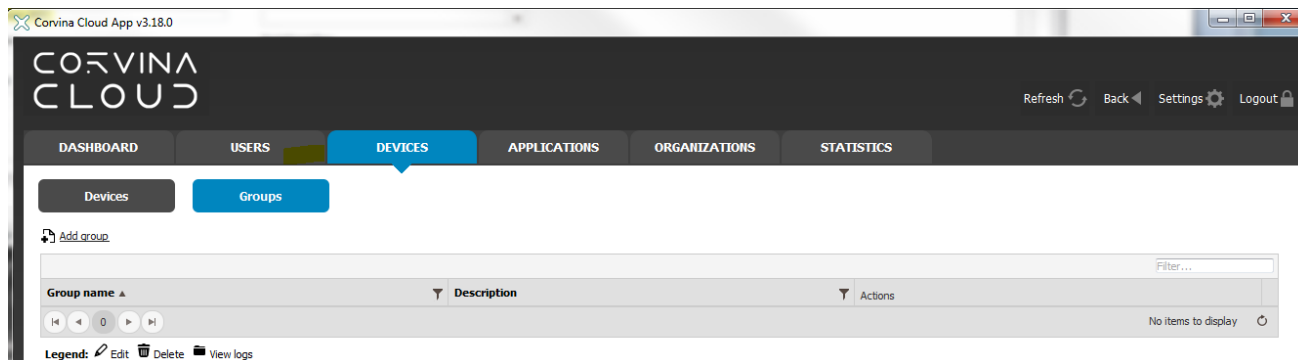 Corvina Cloud App v3.18.0
CORVINA
CLOUD
Refresh Back Settings Logout
DASHBOARD USERS DEVICES APPLICATIONS ORGANIZATIONS STATISTICS
Devices Groups
Add group
Filter...
Group name Description Actions
0 No items to display
Legend: Edit Delete View logs